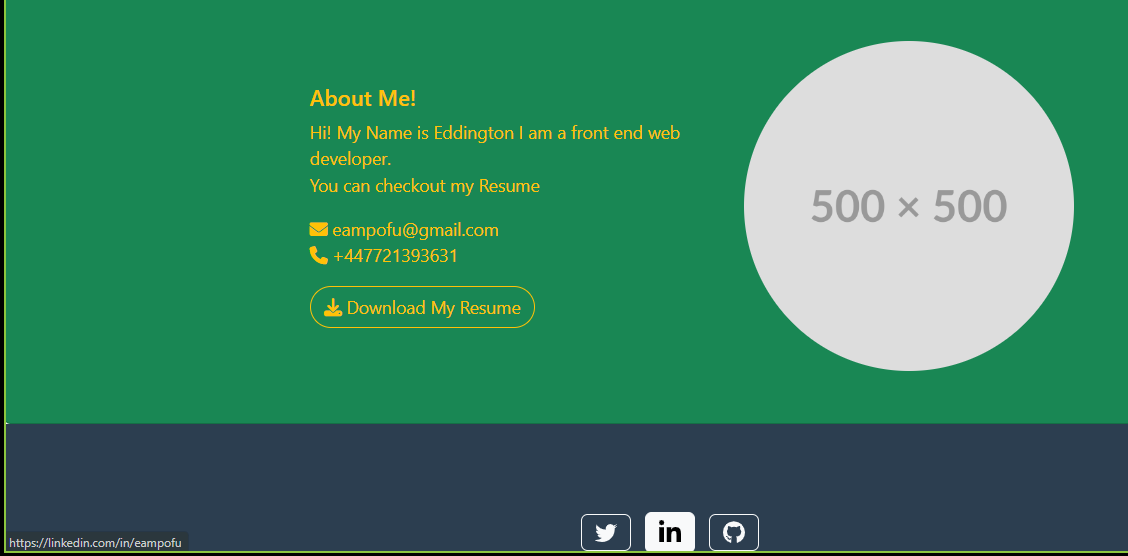 About Me!
Hi! My Name is Eddington I am a front end web
developer.
You can checkout my Resume
eampofu@gmail.com
+447721393631
Download My Resume
500 × 500
in
https://linkedin.com/in/eampofu